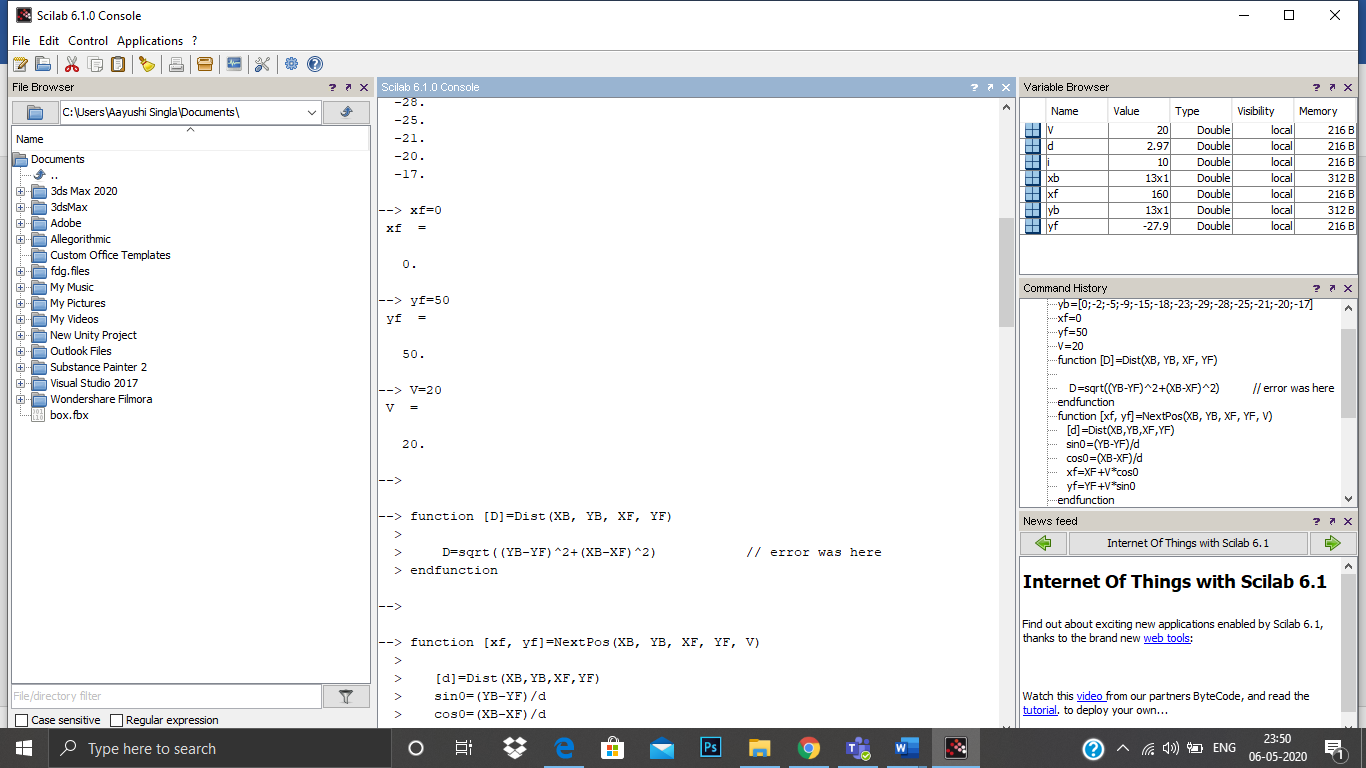 Scilab 6.1.0 Console
File Edit Control Applications ?
File Browser ? ↗ ✕
C:\Users\Aayushi Singla\Documents\
Name
Documents
..
3ds Max 2020
3dsMax
Adobe
Allegorithmic
Custom Office Templates
fdg.files
My Music
My Pictures
My Videos
New Unity Project
Outlook Files
Substance Painter 2
Visual Studio 2017
Wondershare Filmora
box.fbx
File/directory filter
Case sensitive Regular expression
Scilab 6.1.0 Console ? ↗ ✕
-28.
-25.
-21.
-20.
-17.
--> xf=0
xf  =
0.
--> yf=50
yf  =
50.
--> V=20
V  =
20.
-->
--> function [D]=Dist(XB, YB, XF, YF)
>
>     D=sqrt((YB-YF)^2+(XB-XF)^2)           // error was here
> endfunction
-->
--> function [xf, yf]=NextPos(XB, YB, XF, YF, V)
>
>    [d]=Dist(XB,YB,XF,YF)
>    sin0=(YB-YF)/d
>    cos0=(XB-XF)/d
Variable Browser ? ↗ ✕
Name Value Type Visibility Memory
V 20 Double local 216 B
d 2.97 Double local 216 B
i 10 Double local 216 B
xb 13x1 Double local 312 B
xf 160 Double local 216 B
yb 13x1 Double local 312 B
yf -27.9 Double local 216 B
Command History ? ↗ ✕
yb=[0;-2;-5;-9;-15;-18;-23;-29;-28;-25;-21;-20;-17]
xf=0
yf=50
V=20
function [D]=Dist(XB, YB, XF, YF)
D=sqrt((YB-YF)^2+(XB-XF)^2) // error was here
endfunction
function [xf, yf]=NextPos(XB, YB, XF, YF, V)
[d]=Dist(XB,YB,XF,YF)
sin0=(YB-YF)/d
cos0=(XB-XF)/d
xf=XF+V*cos0
yf=YF+V*sin0
endfunction
News feed ? ↗ ✕
Internet Of Things with Scilab 6.1
Internet Of Things with Scilab 6.1
Find out about exciting new applications enabled by Scilab 6.1,
thanks to the brand new web tools:
Watch this video from our partners ByteCode, and read the
tutorial. to deploy your own...
Type here to search
Ps
ENG
23:50
06-05-2020
1